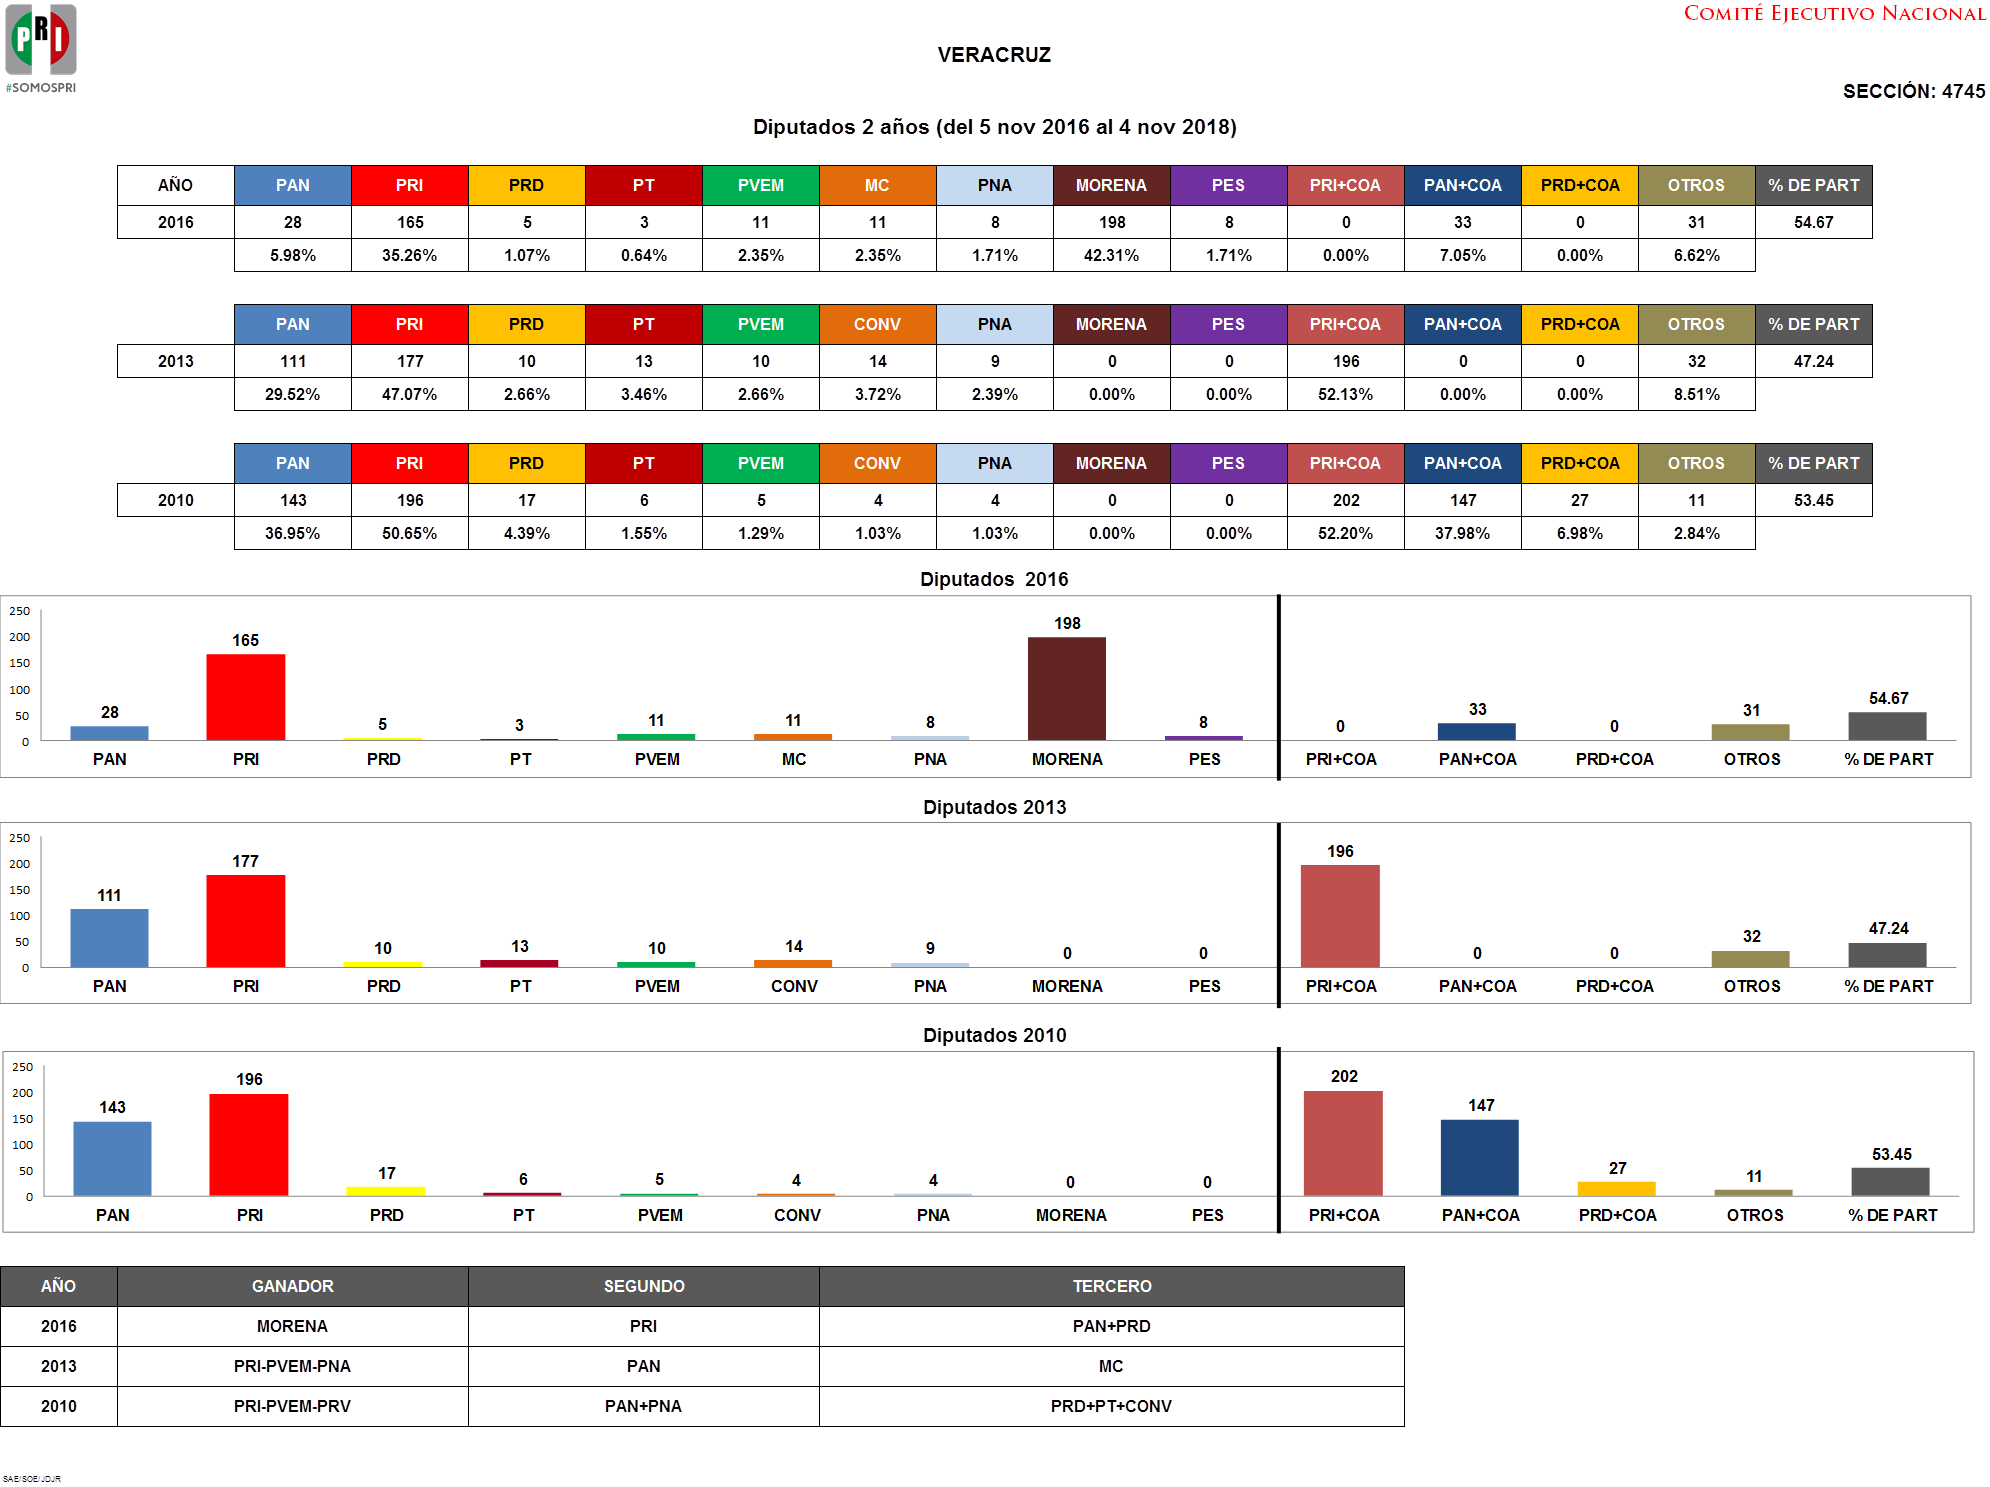 PRI
#SOMOSPRI
COMITÉ EJECUTIVO NACIONAL
VERACRUZ
SECCIÓN: 4745
Diputados 2 años (del 5 nov 2016 al 4 nov 2018)
AÑO PAN PRI PRD PT PVEM MC PNA MORENA PES PRI+COA PAN+COA PRD+COA OTROS % DE PART
2016 28 165 5 3 11 11 8 198 8 0 33 0 31 54.67
5.98% 35.26% 1.07% 0.64% 2.35% 2.35% 1.71% 42.31% 1.71% 0.00% 7.05% 0.00% 6.62%
PAN PRI PRD PT PVEM CONV PNA MORENA PES PRI+COA PAN+COA PRD+COA OTROS % DE PART
2013 111 177 10 13 10 14 9 0 0 196 0 0 32 47.24
29.52% 47.07% 2.66% 3.46% 2.66% 3.72% 2.39% 0.00% 0.00% 52.13% 0.00% 0.00% 8.51%
PAN PRI PRD PT PVEM CONV PNA MORENA PES PRI+COA PAN+COA PRD+COA OTROS % DE PART
2010 143 196 17 6 5 4 4 0 0 202 147 27 11 53.45
36.95% 50.65% 4.39% 1.55% 1.29% 1.03% 1.03% 0.00% 0.00% 52.20% 37.98% 6.98% 2.84%
Diputados  2016
250
200
150
100
50
0
28 165 5 3 11 11 8 198 8 0 33 0 31 54.67
PAN PRI PRD PT PVEM MC PNA MORENA PES PRI+COA PAN+COA PRD+COA OTROS % DE PART
Diputados 2013
250
200
150
100
50
0
111 177 10 13 10 14 9 0 0 196 0 0 32 47.24
PAN PRI PRD PT PVEM CONV PNA MORENA PES PRI+COA PAN+COA PRD+COA OTROS % DE PART
Diputados 2010
250
200
150
100
50
0
143 196 17 6 5 4 4 0 0 202 147 27 11 53.45
PAN PRI PRD PT PVEM CONV PNA MORENA PES PRI+COA PAN+COA PRD+COA OTROS % DE PART
AÑO GANADOR SEGUNDO TERCERO
2016 MORENA PRI PAN+PRD
2013 PRI-PVEM-PNA PAN MC
2010 PRI-PVEM-PRV PAN+PNA PRD+PT+CONV
SAE/SOE/JDJR